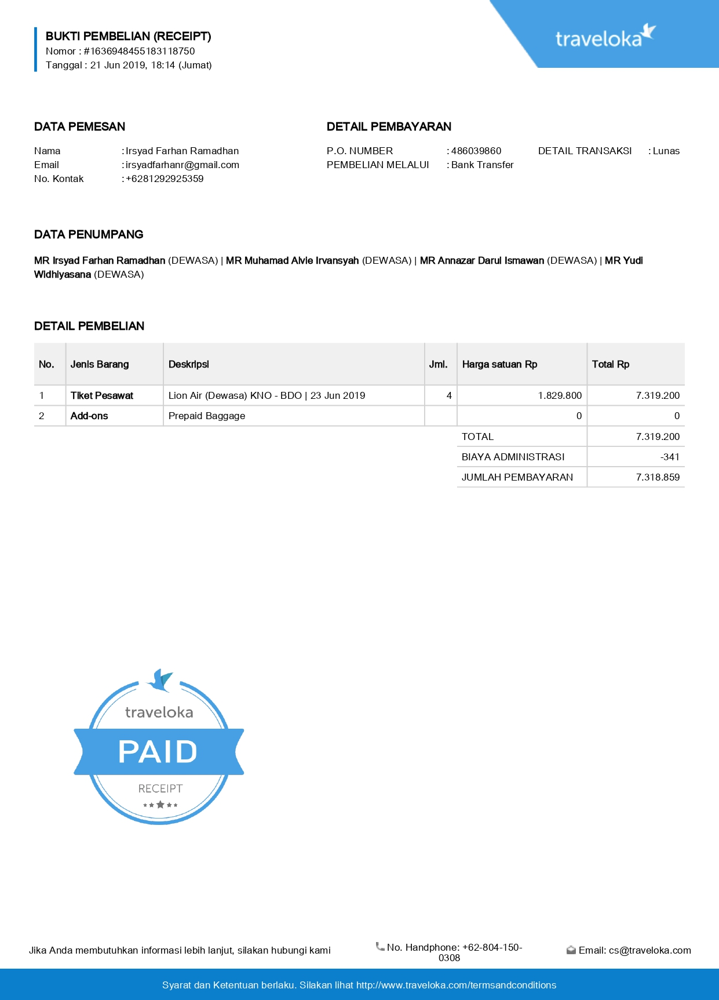 BUKTI PEMBELIAN (RECEIPT)
Nomor : #1636948455183118750
Tanggal : 21 Jun 2019, 18:14 (Jumat)
traveloka
DATA PEMESAN
Nama : Irsyad Farhan Ramadhan
Email : irsyadfarhanr@gmail.com
No. Kontak : +6281292925359
DETAIL PEMBAYARAN
P.O. NUMBER : 486039860 DETAIL TRANSAKSI : Lunas
PEMBELIAN MELALUI : Bank Transfer
DATA PENUMPANG
MR Irsyad Farhan Ramadhan (DEWASA) | MR Muhamad Alvie Irvansyah (DEWASA) | MR Annazar Darul Ismawan (DEWASA) | MR Yudi
Widhiyasana (DEWASA)
DETAIL PEMBELIAN
No. Jenis Barang Deskripsi Jml. Harga satuan Rp Total Rp
1 Tiket Pesawat Lion Air (Dewasa) KNO - BDO | 23 Jun 2019 4 1.829.800 7.319.200
2 Add-ons Prepaid Baggage 0 0
TOTAL 7.319.200
BIAYA ADMINISTRASI -341
JUMLAH PEMBAYARAN 7.318.859
traveloka
PAID
RECEIPT
Jika Anda membutuhkan informasi lebih lanjut, silakan hubungi kami
No. Handphone: +62-804-150-
0308
Email: cs@traveloka.com
Syarat dan Ketentuan berlaku. Silakan lihat http://www.traveloka.com/termsandconditions